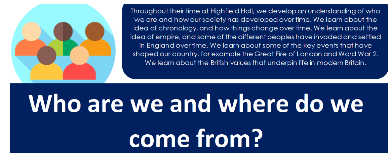 Throughout their time at Highfield Hall, we develop an understanding of who
we are and how our society has developed over time. We learn about the
idea of chronology, and how things change over time. We learn about the
idea of empire, and some of the different peoples have invaded and settled
in England over time. We learn about some of the key events that have
shaped our country, for example the Great Fire of London and Word War 2.
We learn about the British values that underpin life in modern Britain.
Who are we and where do we
come from?